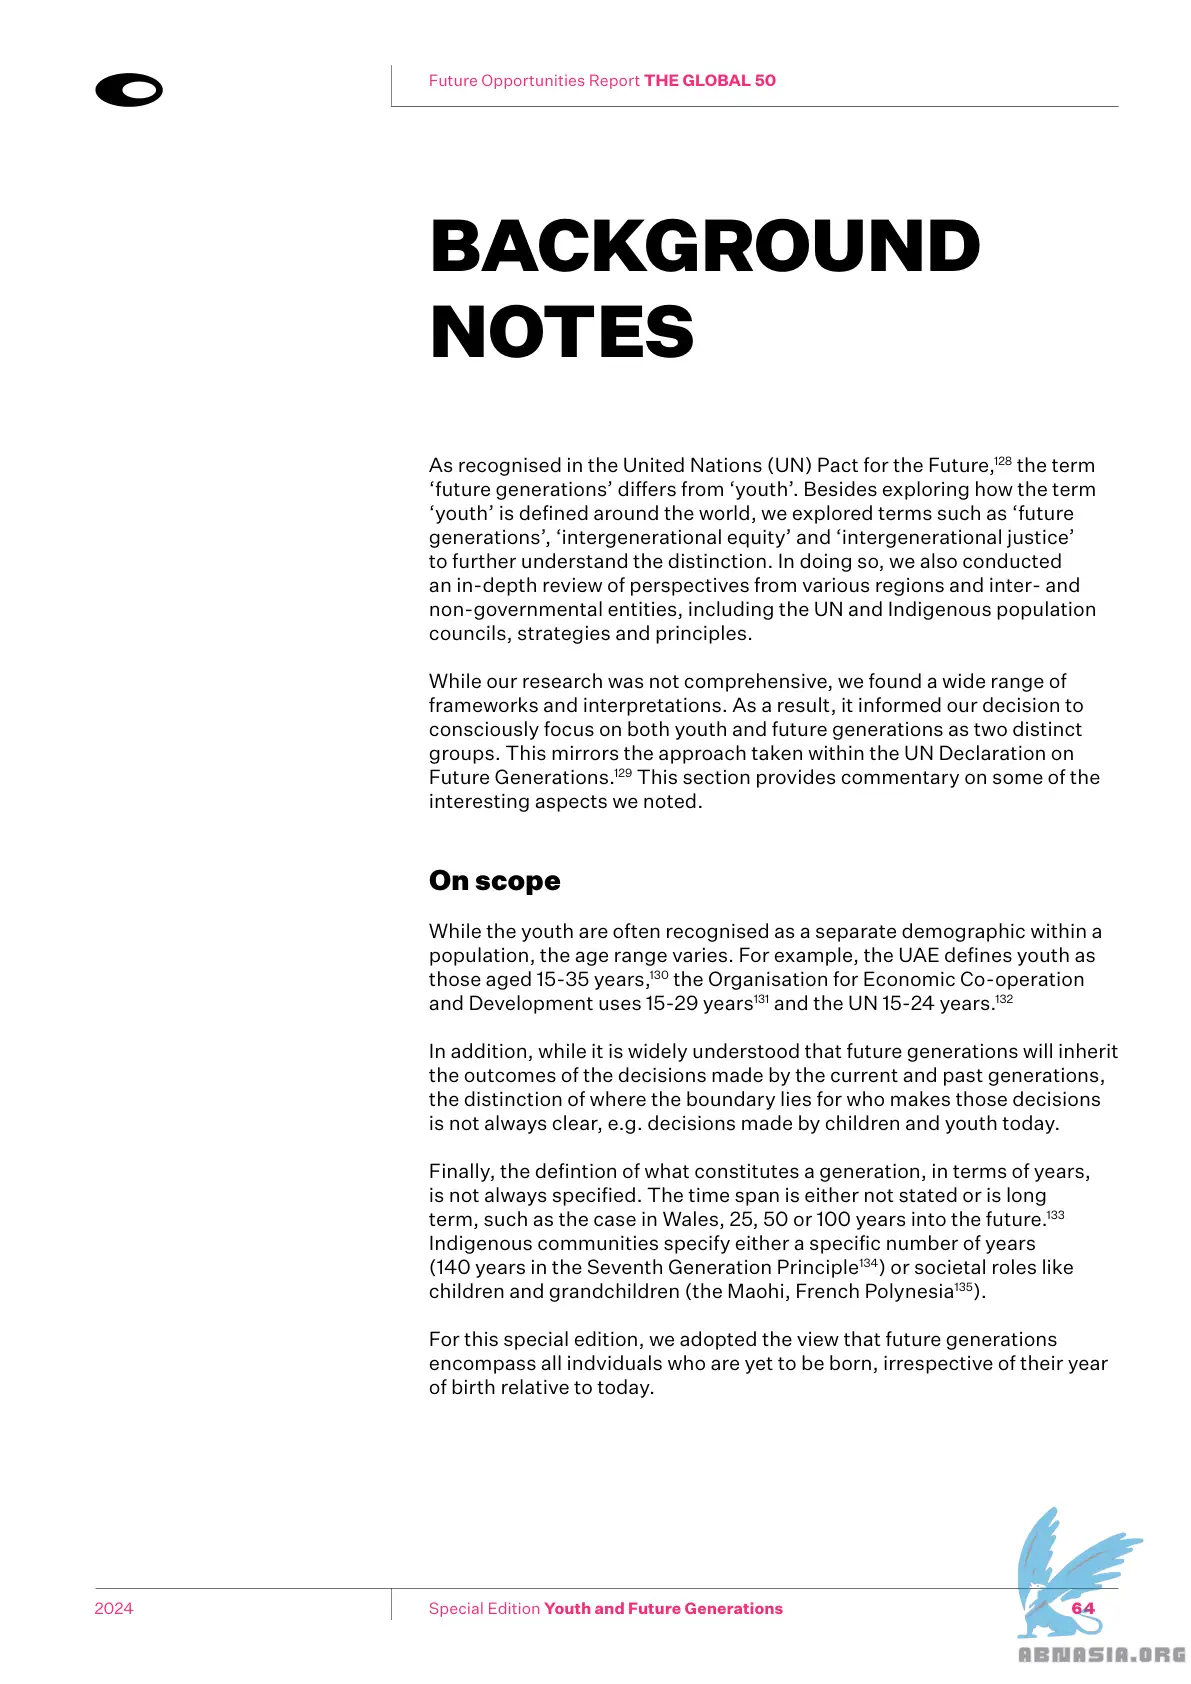 Future Opportunities Report THE GLOBAL 50
BACKGROUND
NOTES
As recognised in the United Nations (UN) Pact for the Future,128 the term
‘future generations’ differs from ‘youth’. Besides exploring how the term
‘youth’ is defined around the world, we explored terms such as ‘future
generations’, ‘intergenerational equity’ and ‘intergenerational justice’
to further understand the distinction. In doing so, we also conducted
an in-depth review of perspectives from various regions and inter- and
non-governmental entities, including the UN and Indigenous population
councils, strategies and principles.
While our research was not comprehensive, we found a wide range of
frameworks and interpretations. As a result, it informed our decision to
consciously focus on both youth and future generations as two distinct
groups. This mirrors the approach taken within the UN Declaration on
Future Generations.129 This section provides commentary on some of the
interesting aspects we noted.
On scope
While the youth are often recognised as a separate demographic within a
population, the age range varies. For example, the UAE defines youth as
those aged 15-35 years,130 the Organisation for Economic Co-operation
and Development uses 15-29 years131 and the UN 15-24 years.132
In addition, while it is widely understood that future generations will inherit
the outcomes of the decisions made by the current and past generations,
the distinction of where the boundary lies for who makes those decisions
is not always clear, e.g. decisions made by children and youth today.
Finally, the defintion of what constitutes a generation, in terms of years,
is not always specified. The time span is either not stated or is long
term, such as the case in Wales, 25, 50 or 100 years into the future.133
Indigenous communities specify either a specific number of years
(140 years in the Seventh Generation Principle134) or societal roles like
children and grandchildren (the Maohi, French Polynesia135).
For this special edition, we adopted the view that future generations
encompass all indviduals who are yet to be born, irrespective of their year
of birth relative to today.
2024
Special Edition Youth and Future Generations
64
ABNASIA.ORG